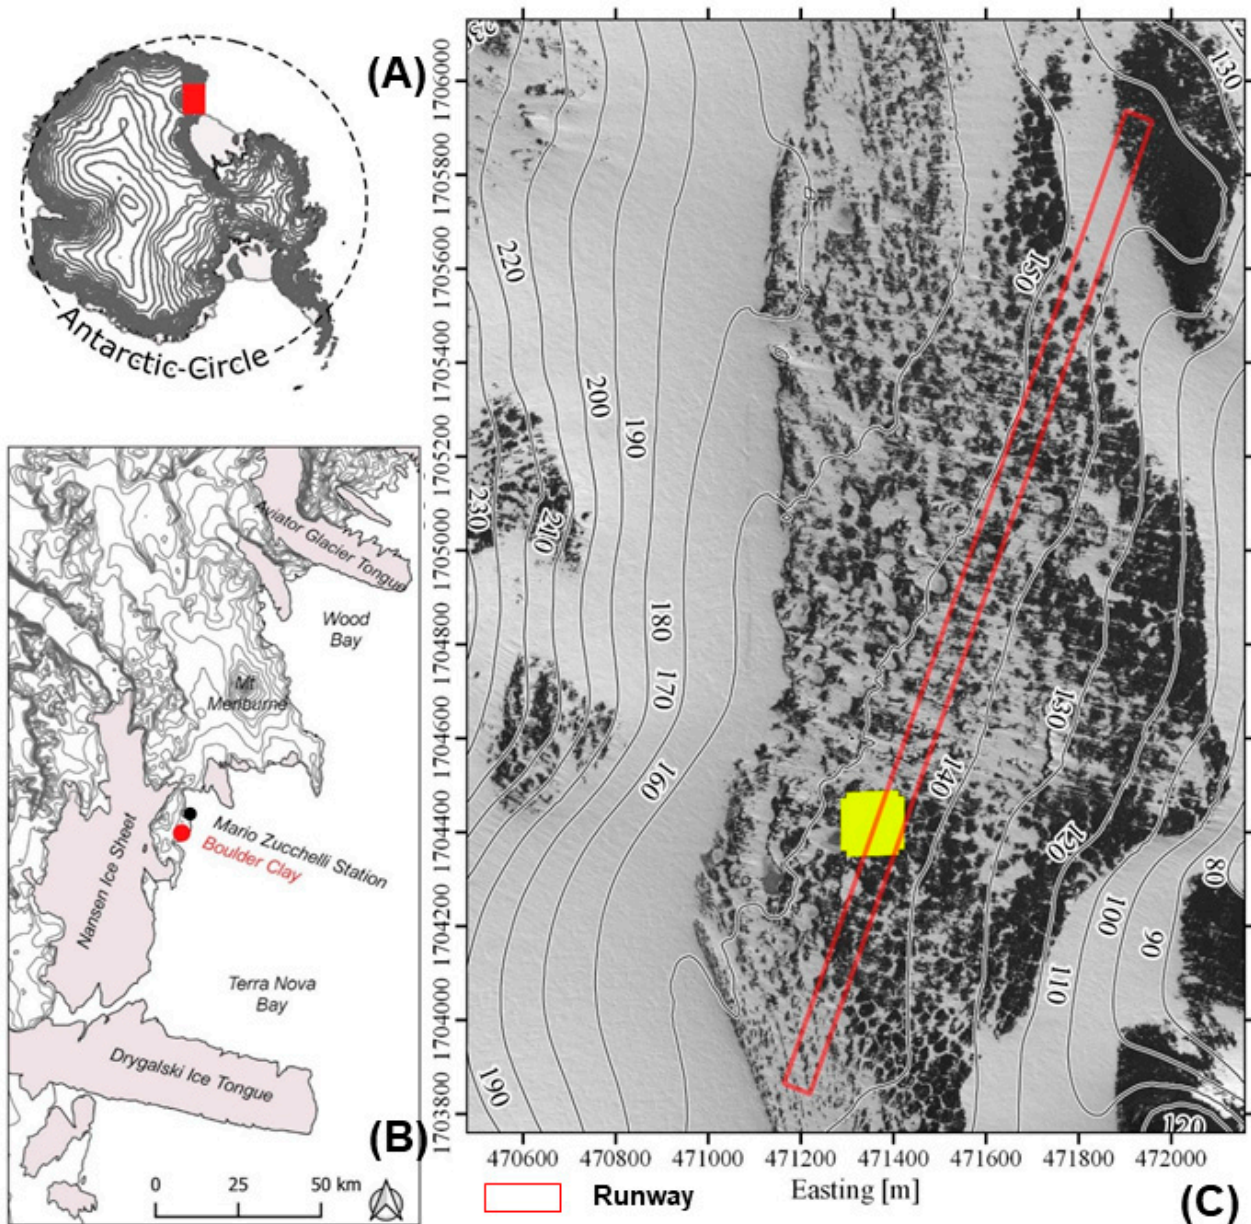 (A)
Antarctic-Circle
Aviator Glacier Tongue
Wood
Bay
Mt
Menburne
Mario Zucchelli Station
Boulder Clay
Nansen Ice Sheet
Terra Nova
Bay
Drygalski Ice Tongue
(B)
0 25 50 km
1706000
1705800
1705600
1705400
1705200
1705000
1704800
1704600
1704400
1704200
1704000
1703800
230
130
220
150
200
190
230
210
180
170
130
160
140
120
80
100
90
110
190
120
470600 470800 471000 471200 471400 471600 471800 472000
Easting [m]
Runway
(C)